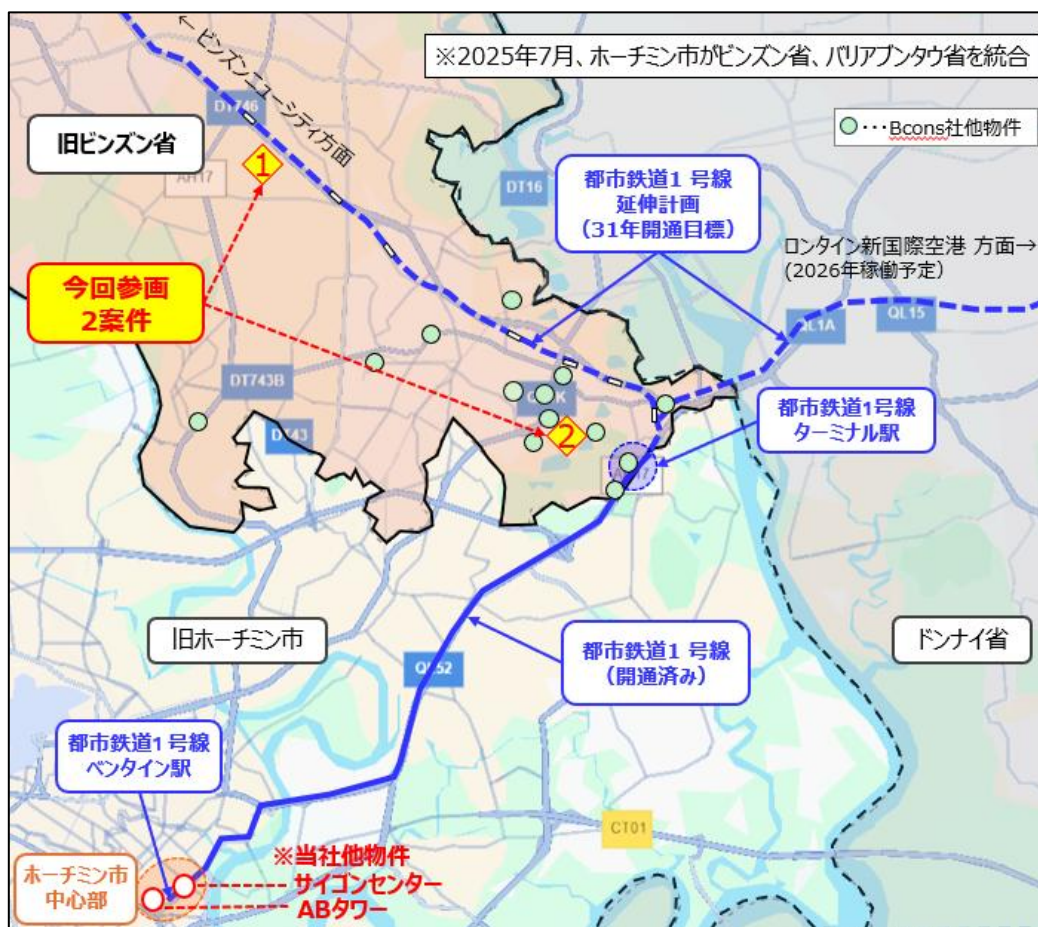 ※2025年7月、ホーチミン市がビンズン省、バリアブンタウ省を統合
←ビンズンニューシティ方面
DT746
旧ビンズン省
…Bcons社他物件
AH17
1
DT16
都市鉄道1号線
延伸計画
(31年開通目標)
ロンタイン新国際空港 方面→
(2026年稼働予定)
今回参画
2案件
QL1A
QL15
DT743B
DT43
2
都市鉄道1号線
ターミナル駅
旧ホーチミン市
ドンナイ省
都市鉄道1号線
(開通済み)
QL52
都市鉄道1号線
ベンタイン駅
CT01
※当社他物件
サイゴンセンター
ABタワー
ホーチミン市
中心部